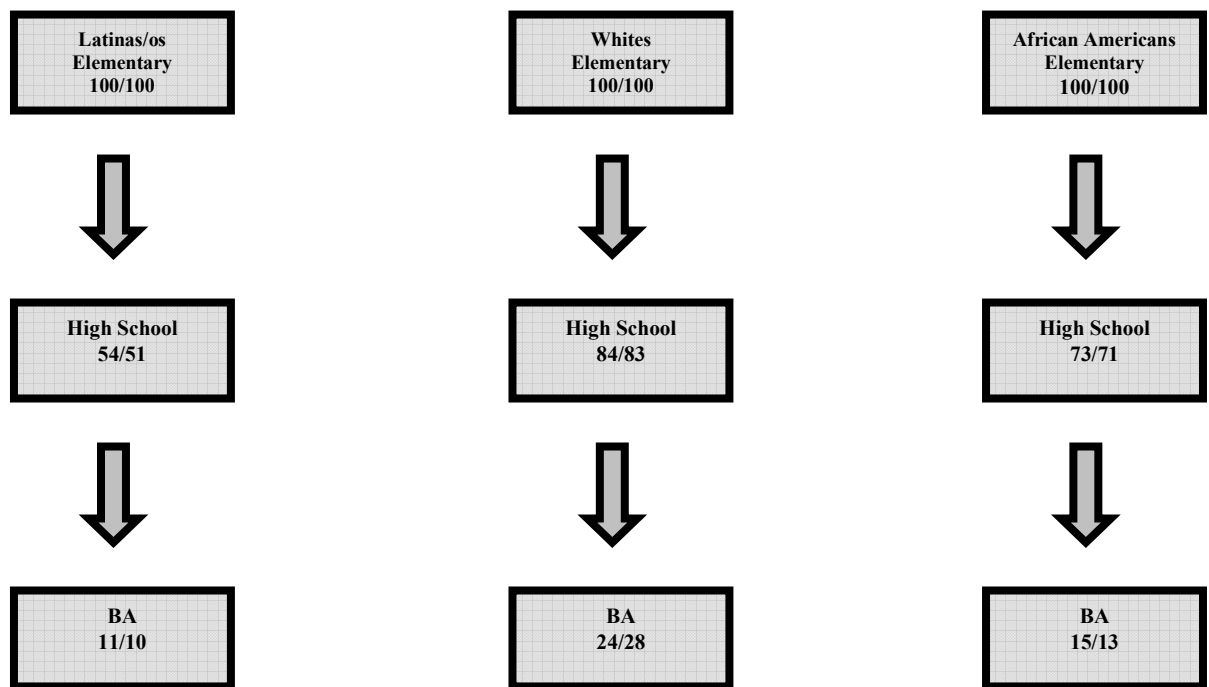 Latinas/os
Elementary
100/100
Whites
Elementary
100/100
African Americans
Elementary
100/100
High School
54/51
High School
84/83
High School
73/71
BA
11/10
BA
24/28
BA
15/13